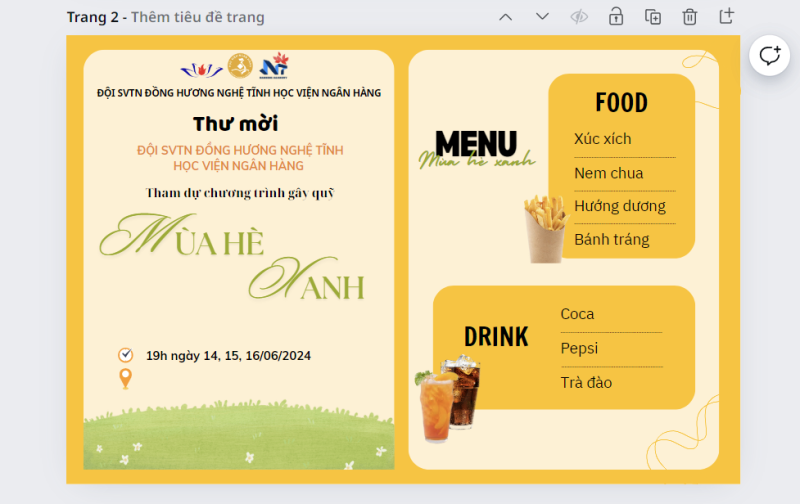 Trang 2 - Thêm tiêu đề trang
ĐỘI SVTN ĐỒNG HƯƠNG NGHỆ TĨNH HỌC VIỆN NGÂN HÀNG
Thư mời
ĐỘI SVTN ĐỒNG HƯƠNG NGHỆ TĨNH
HỌC VIỆN NGÂN HÀNG
Tham dự chương trình gây quỹ
MÙA HÈ
XANH
19h ngày 14, 15, 16/06/2024
MENU
Mùa hè xanh
FOOD
Xúc xích
Nem chua
Hướng dương
Bánh tráng
DRINK
Coca
Pepsi
Trà đào